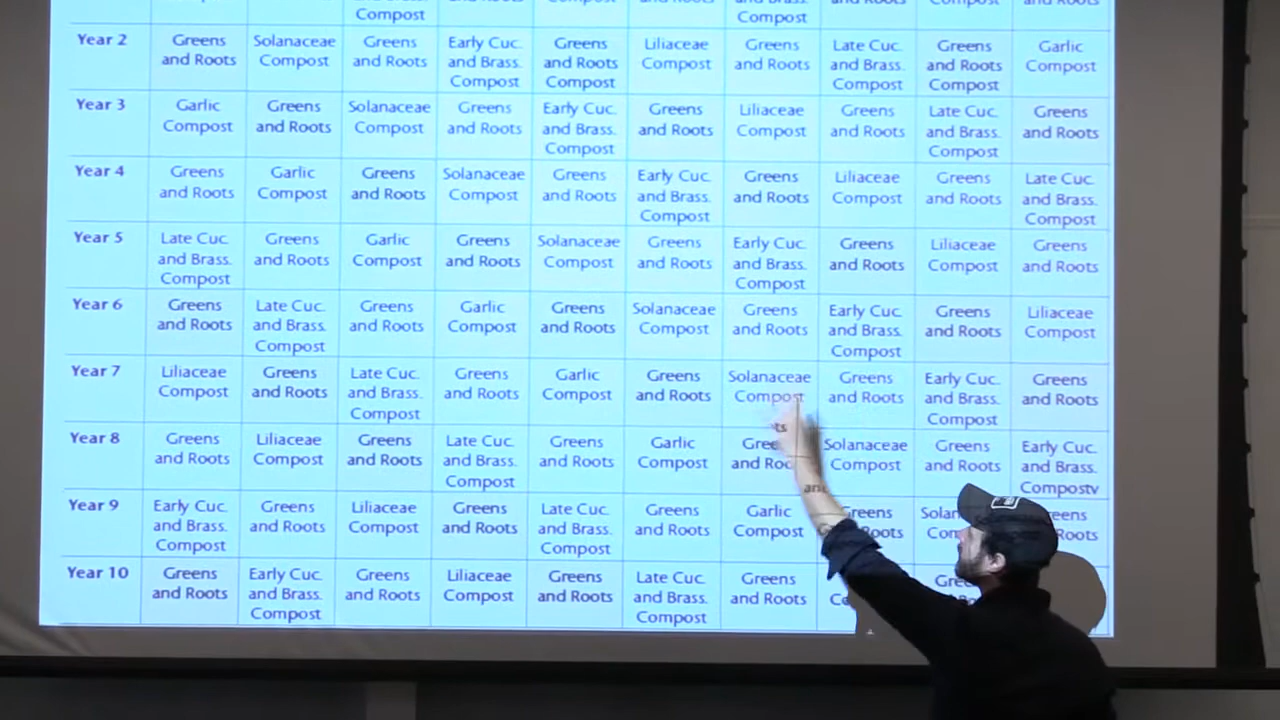 Compost
Compost
Year 2
Greens
and Roots
Solanaceae
Compost
Greens
and Roots
Early Cuc.
and Brass.
Compost
Greens
and Roots
Compost
Liliaceae
Compost
Greens
and Roots
Late Cuc.
and Brass.
Compost
Greens
and Roots
Compost
Garlic
Compost
Year 3
Garlic
Compost
Greens
and Roots
Solanaceae
Compost
Greens
and Roots
Early Cuc.
and Brass.
Compost
Greens
and Roots
Liliaceae
Compost
Greens
and Roots
Late Cuc.
and Brass.
Compost
Greens
and Roots
Year 4
Greens
and Roots
Garlic
Compost
Greens
and Roots
Solanaceae
Compost
Greens
and Roots
Early Cuc.
and Brass.
Compost
Greens
and Roots
Liliaceae
Compost
Greens
and Roots
Late Cuc.
and Brass.
Compost
Year 5
Late Cuc.
and Brass.
Compost
Greens
and Roots
Garlic
Compost
Greens
and Roots
Solanaceae
Compost
Greens
and Roots
Early Cuc.
and Brass.
Compost
Greens
and Roots
Liliaceae
Compost
Greens
and Roots
Year 6
Greens
and Roots
Late Cuc.
and Brass.
Compost
Greens
and Roots
Garlic
Compost
Greens
and Roots
Solanaceae
Compost
Greens
and Roots
Early Cuc.
and Brass.
Compost
Greens
and Roots
Liliaceae
Compost
Year 7
Liliaceae
Compost
Greens
and Roots
Late Cuc.
and Brass.
Compost
Greens
and Roots
Garlic
Compost
Greens
and Roots
Solanaceae
Compost
Greens
and Roots
Early Cuc.
and Brass.
Compost
Greens
and Roots
Year 8
Greens
and Roots
Liliaceae
Compost
Greens
and Roots
Late Cuc.
and Brass.
Compost
Greens
and Roots
Garlic
Compost
and
Solanaceae
Compost
Greens
and Roots
Early Cuc.
and Brass.
Compostv
Year 9
Early Cuc.
and Brass.
Compost
Greens
and Roots
Liliaceae
Compost
Greens
and Roots
Late Cuc.
and Brass.
Compost
Greens
and Roots
Garlic
Compost
Greens
Roots
Roots
Year 10
Greens
and Roots
Early Cuc.
and Brass.
Compost
Greens
and Roots
Liliaceae
Compost
Greens
and Roots
Late Cuc.
and Brass.
Compost
Greens
and Roots
and